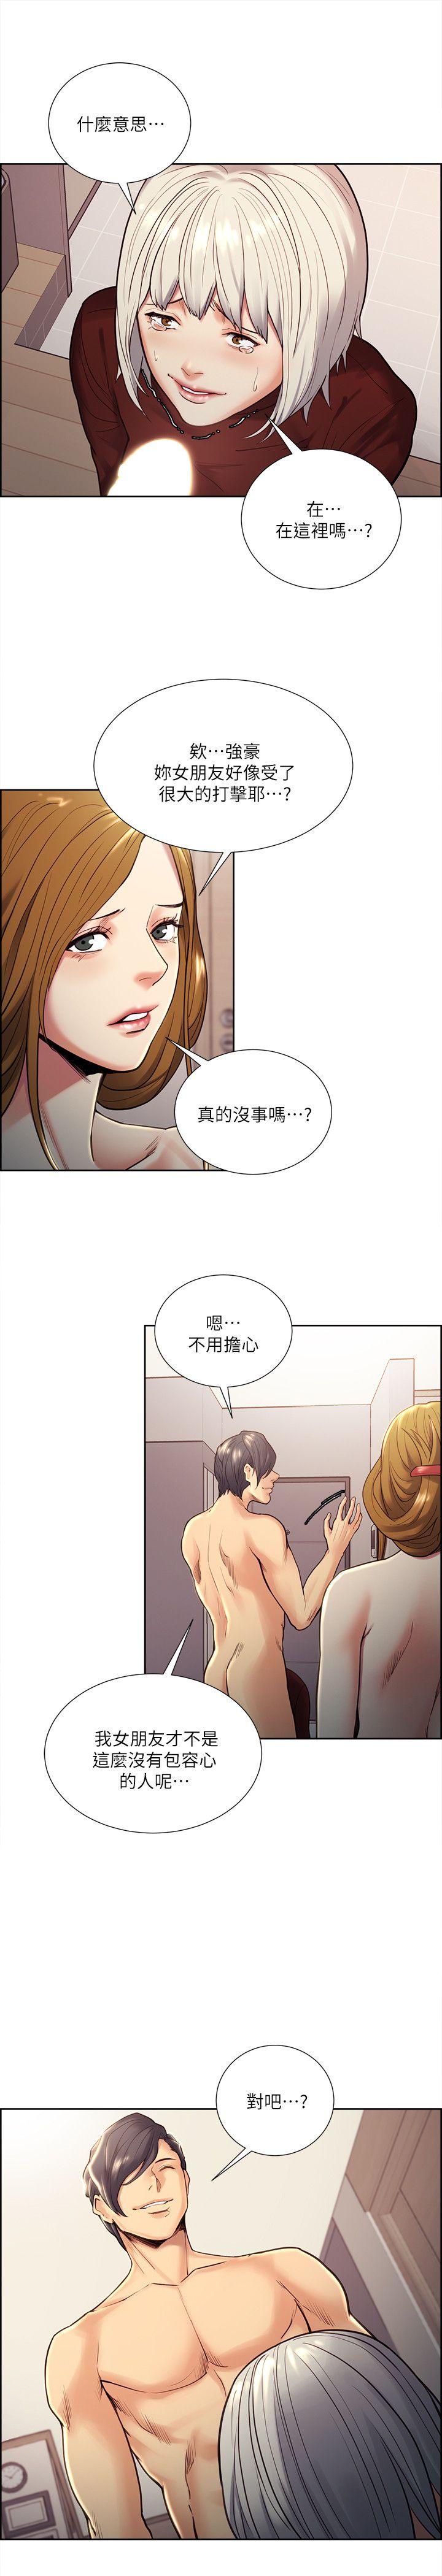 什麼意思…
在…
在這裡嗎…?
欸…強豪
妳女朋友好像受了
很大的打擊耶…?
真的沒事嗎…?
嗯…
不用擔心
我女朋友才不是
這麼沒有包容心
的人呢…
對吧…?